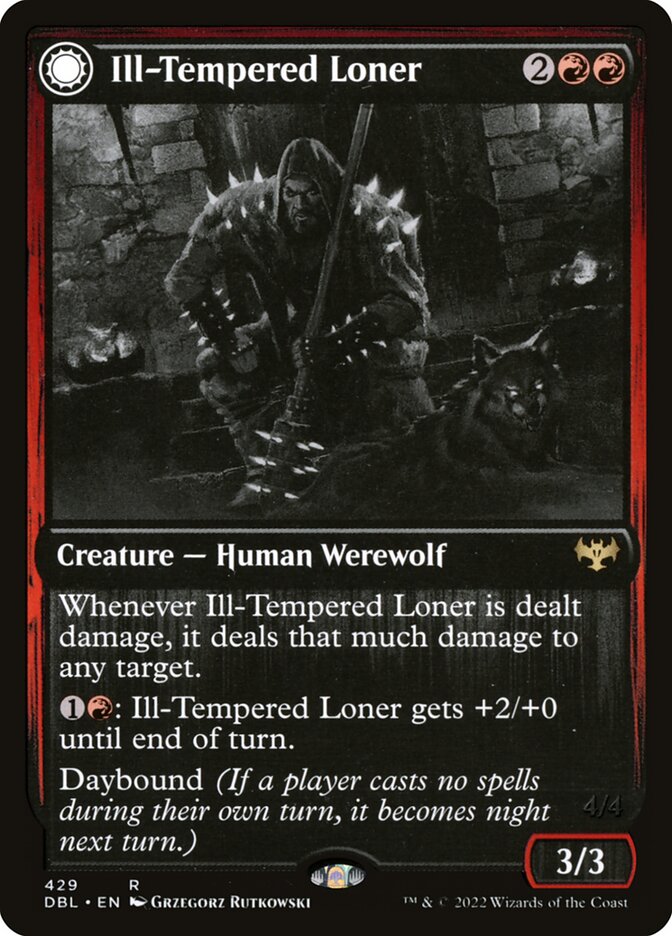 Ill-Tempered Loner 2
Creature — Human Werewolf
Whenever Ill-Tempered Loner is dealt
damage, it deals that much damage to
any target.
1 : Ill-Tempered Loner gets +2/+0
until end of turn.
Daybound (If a player casts no spells
during their own turn, it becomes night
next turn.)
4/4
3/3
429 R
DBL • EN Grzegorz Rutkowski ™ & © 2022 Wizards of the Coast